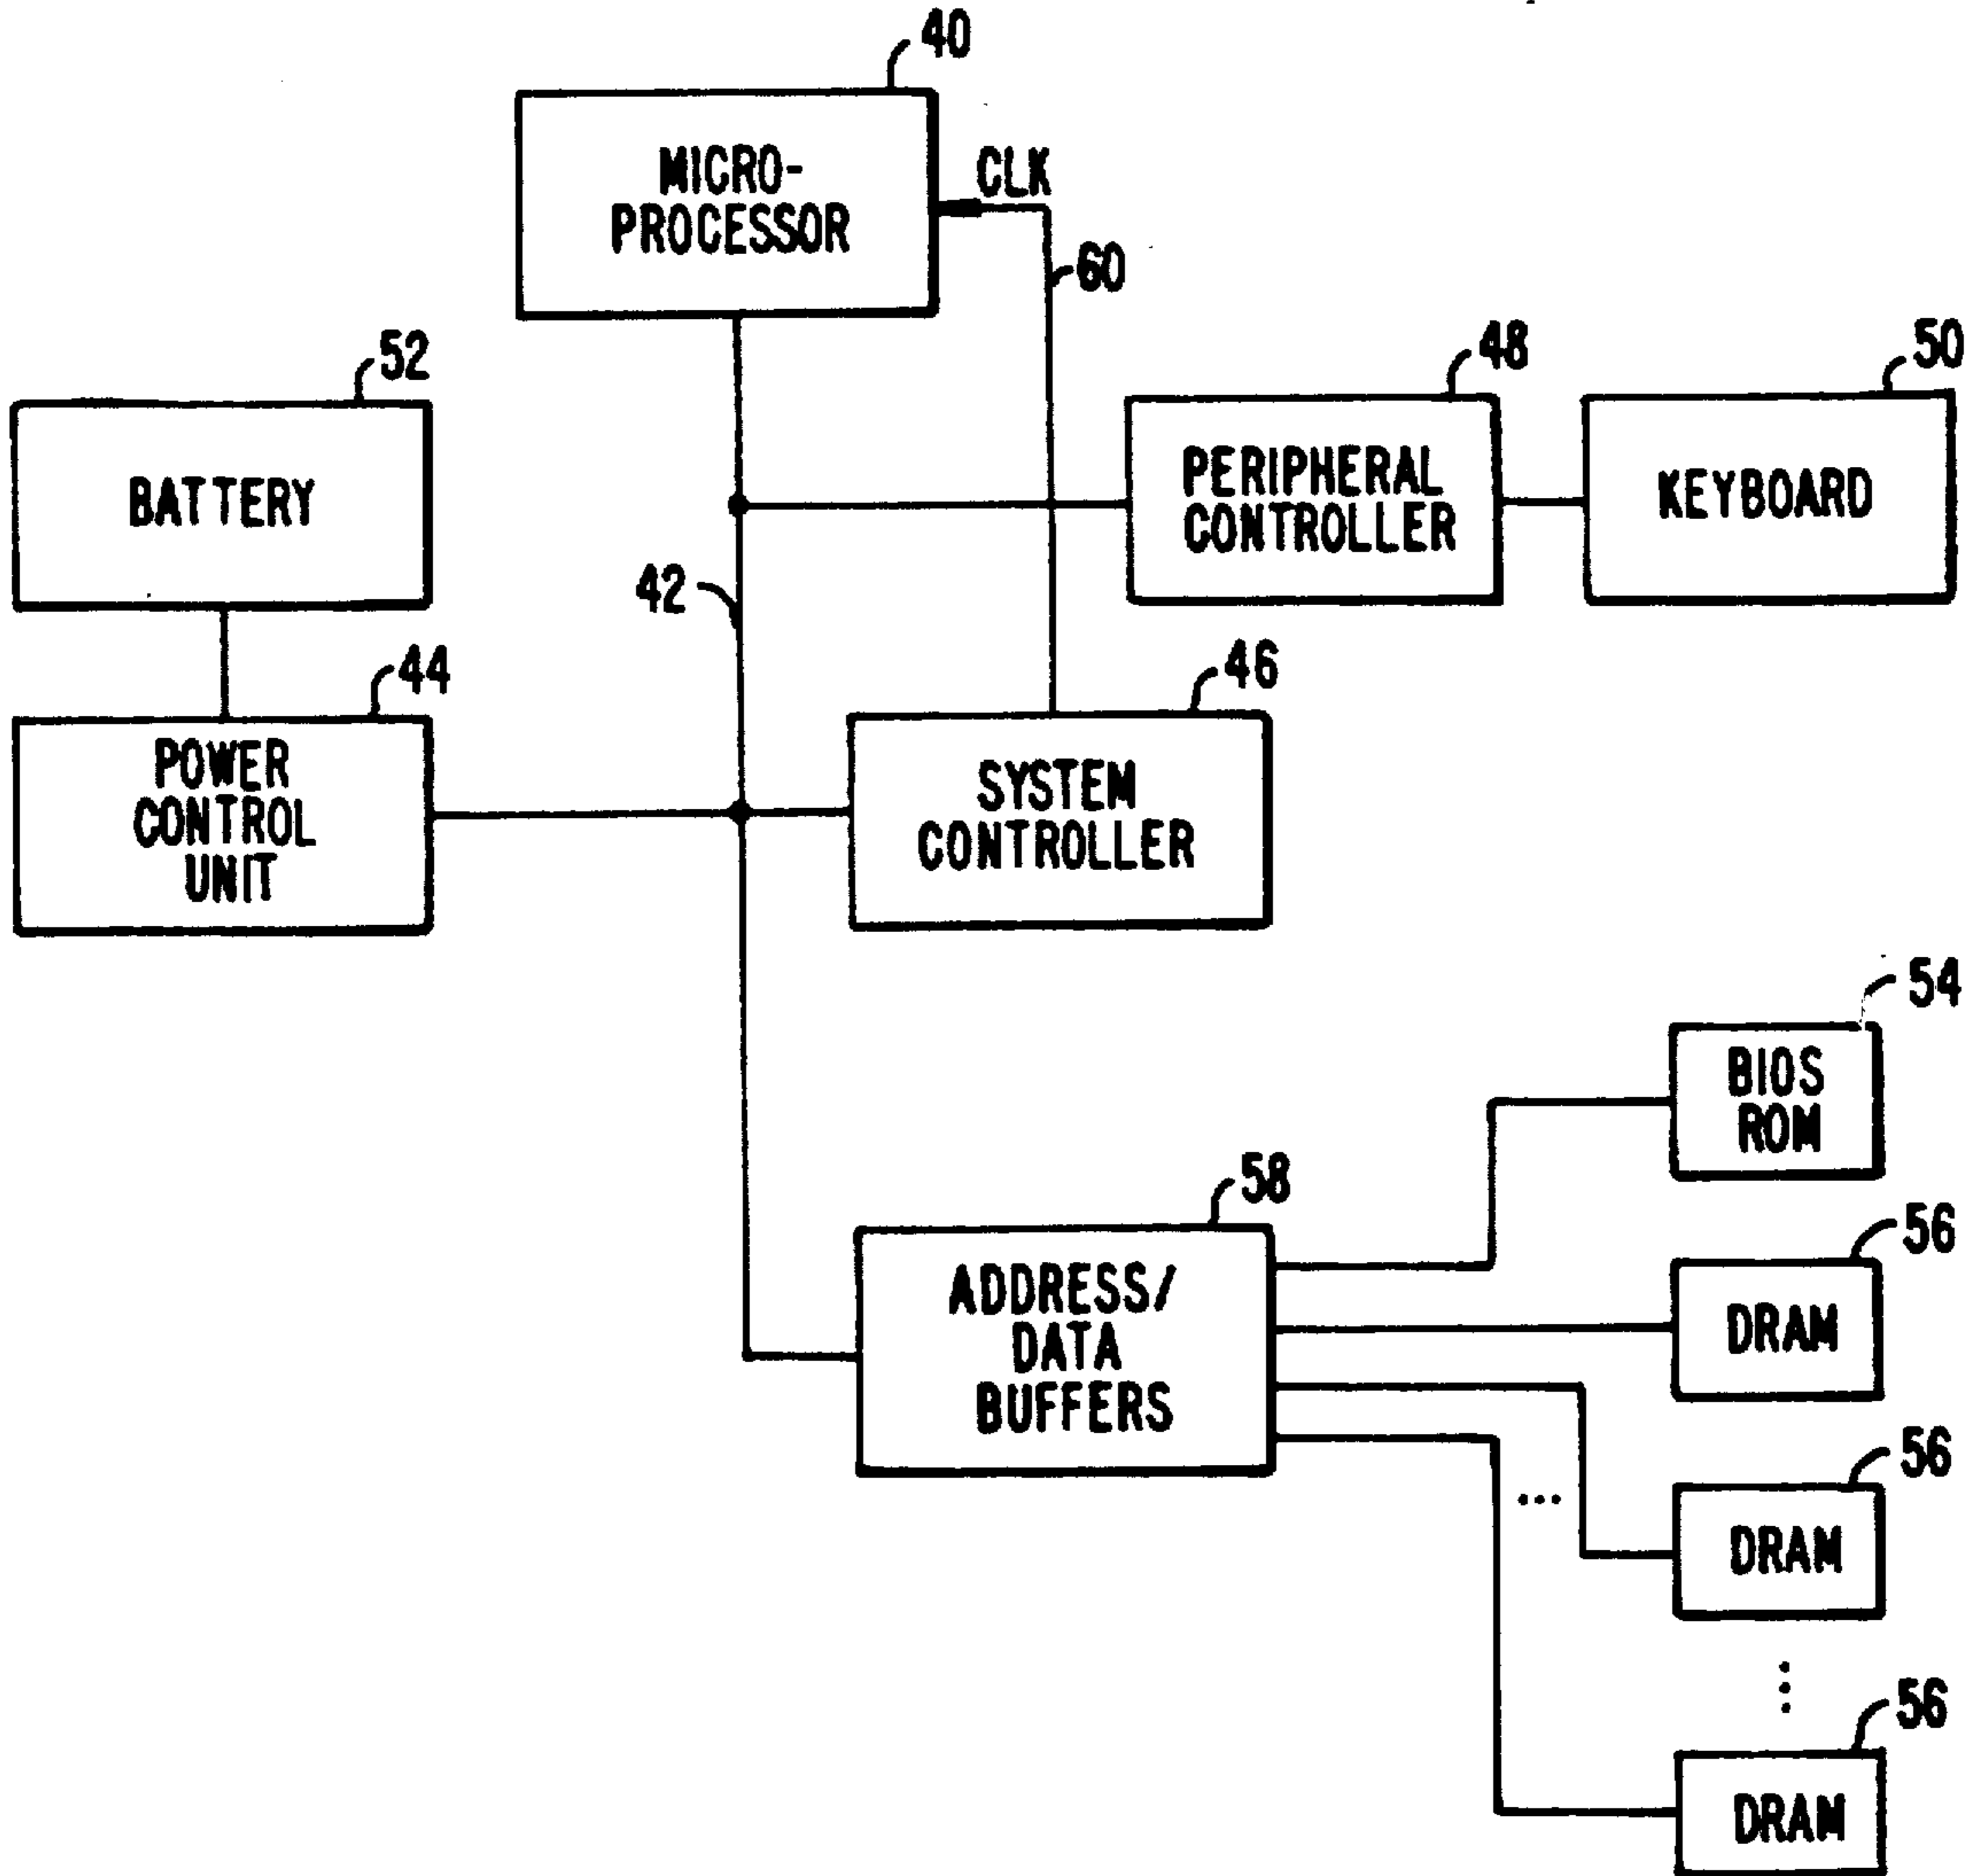 40
MICRO-
PROCESSOR
CLK
60
52
BATTERY
48
PERIPHERAL
CONTROLLER
50
KEYBOARD
42
44
POWER
CONTROL
UNIT
46
SYSTEM
CONTROLLER
54
BIOS
ROM
58
ADDRESS/
DATA
BUFFERS
56
DRAM
56
DRAM
...
56
DRAM